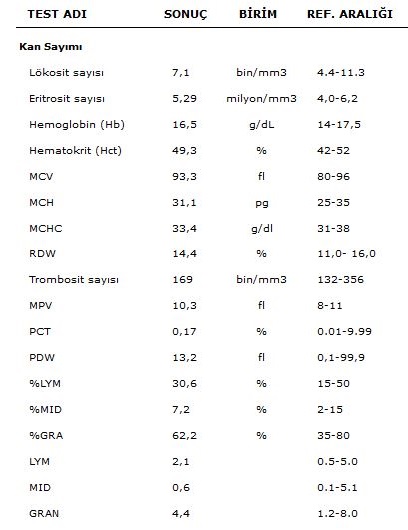 TEST ADI SONUÇ BİRİM REF. ARALIĞI
Kan Sayımı
Lökosit sayısı 7,1 bin/mm3 4.4-11.3
Eritrosit sayısı 5,29 milyon/mm3 4,0-6,2
Hemoglobin (Hb) 16,5 g/dL 14-17,5
Hematokrit (Hct) 49,3 % 42-52
MCV 93,3 fl 80-96
MCH 31,1 pg 25-35
MCHC 33,4 g/dl 31-38
RDW 14,4 % 11,0- 16,0
Trombosit sayısı 169 bin/mm3 132-356
MPV 10,3 fl 8-11
PCT 0,17 % 0.01-9.99
PDW 13,2 fl 0,1-99,9
%LYM 30,6 % 15-50
%MID 7,2 % 2-15
%GRA 62,2 % 35-80
LYM 2,1 0.5-5.0
MID 0,6 0.1-5.1
GRAN 4,4 1.2-8.0